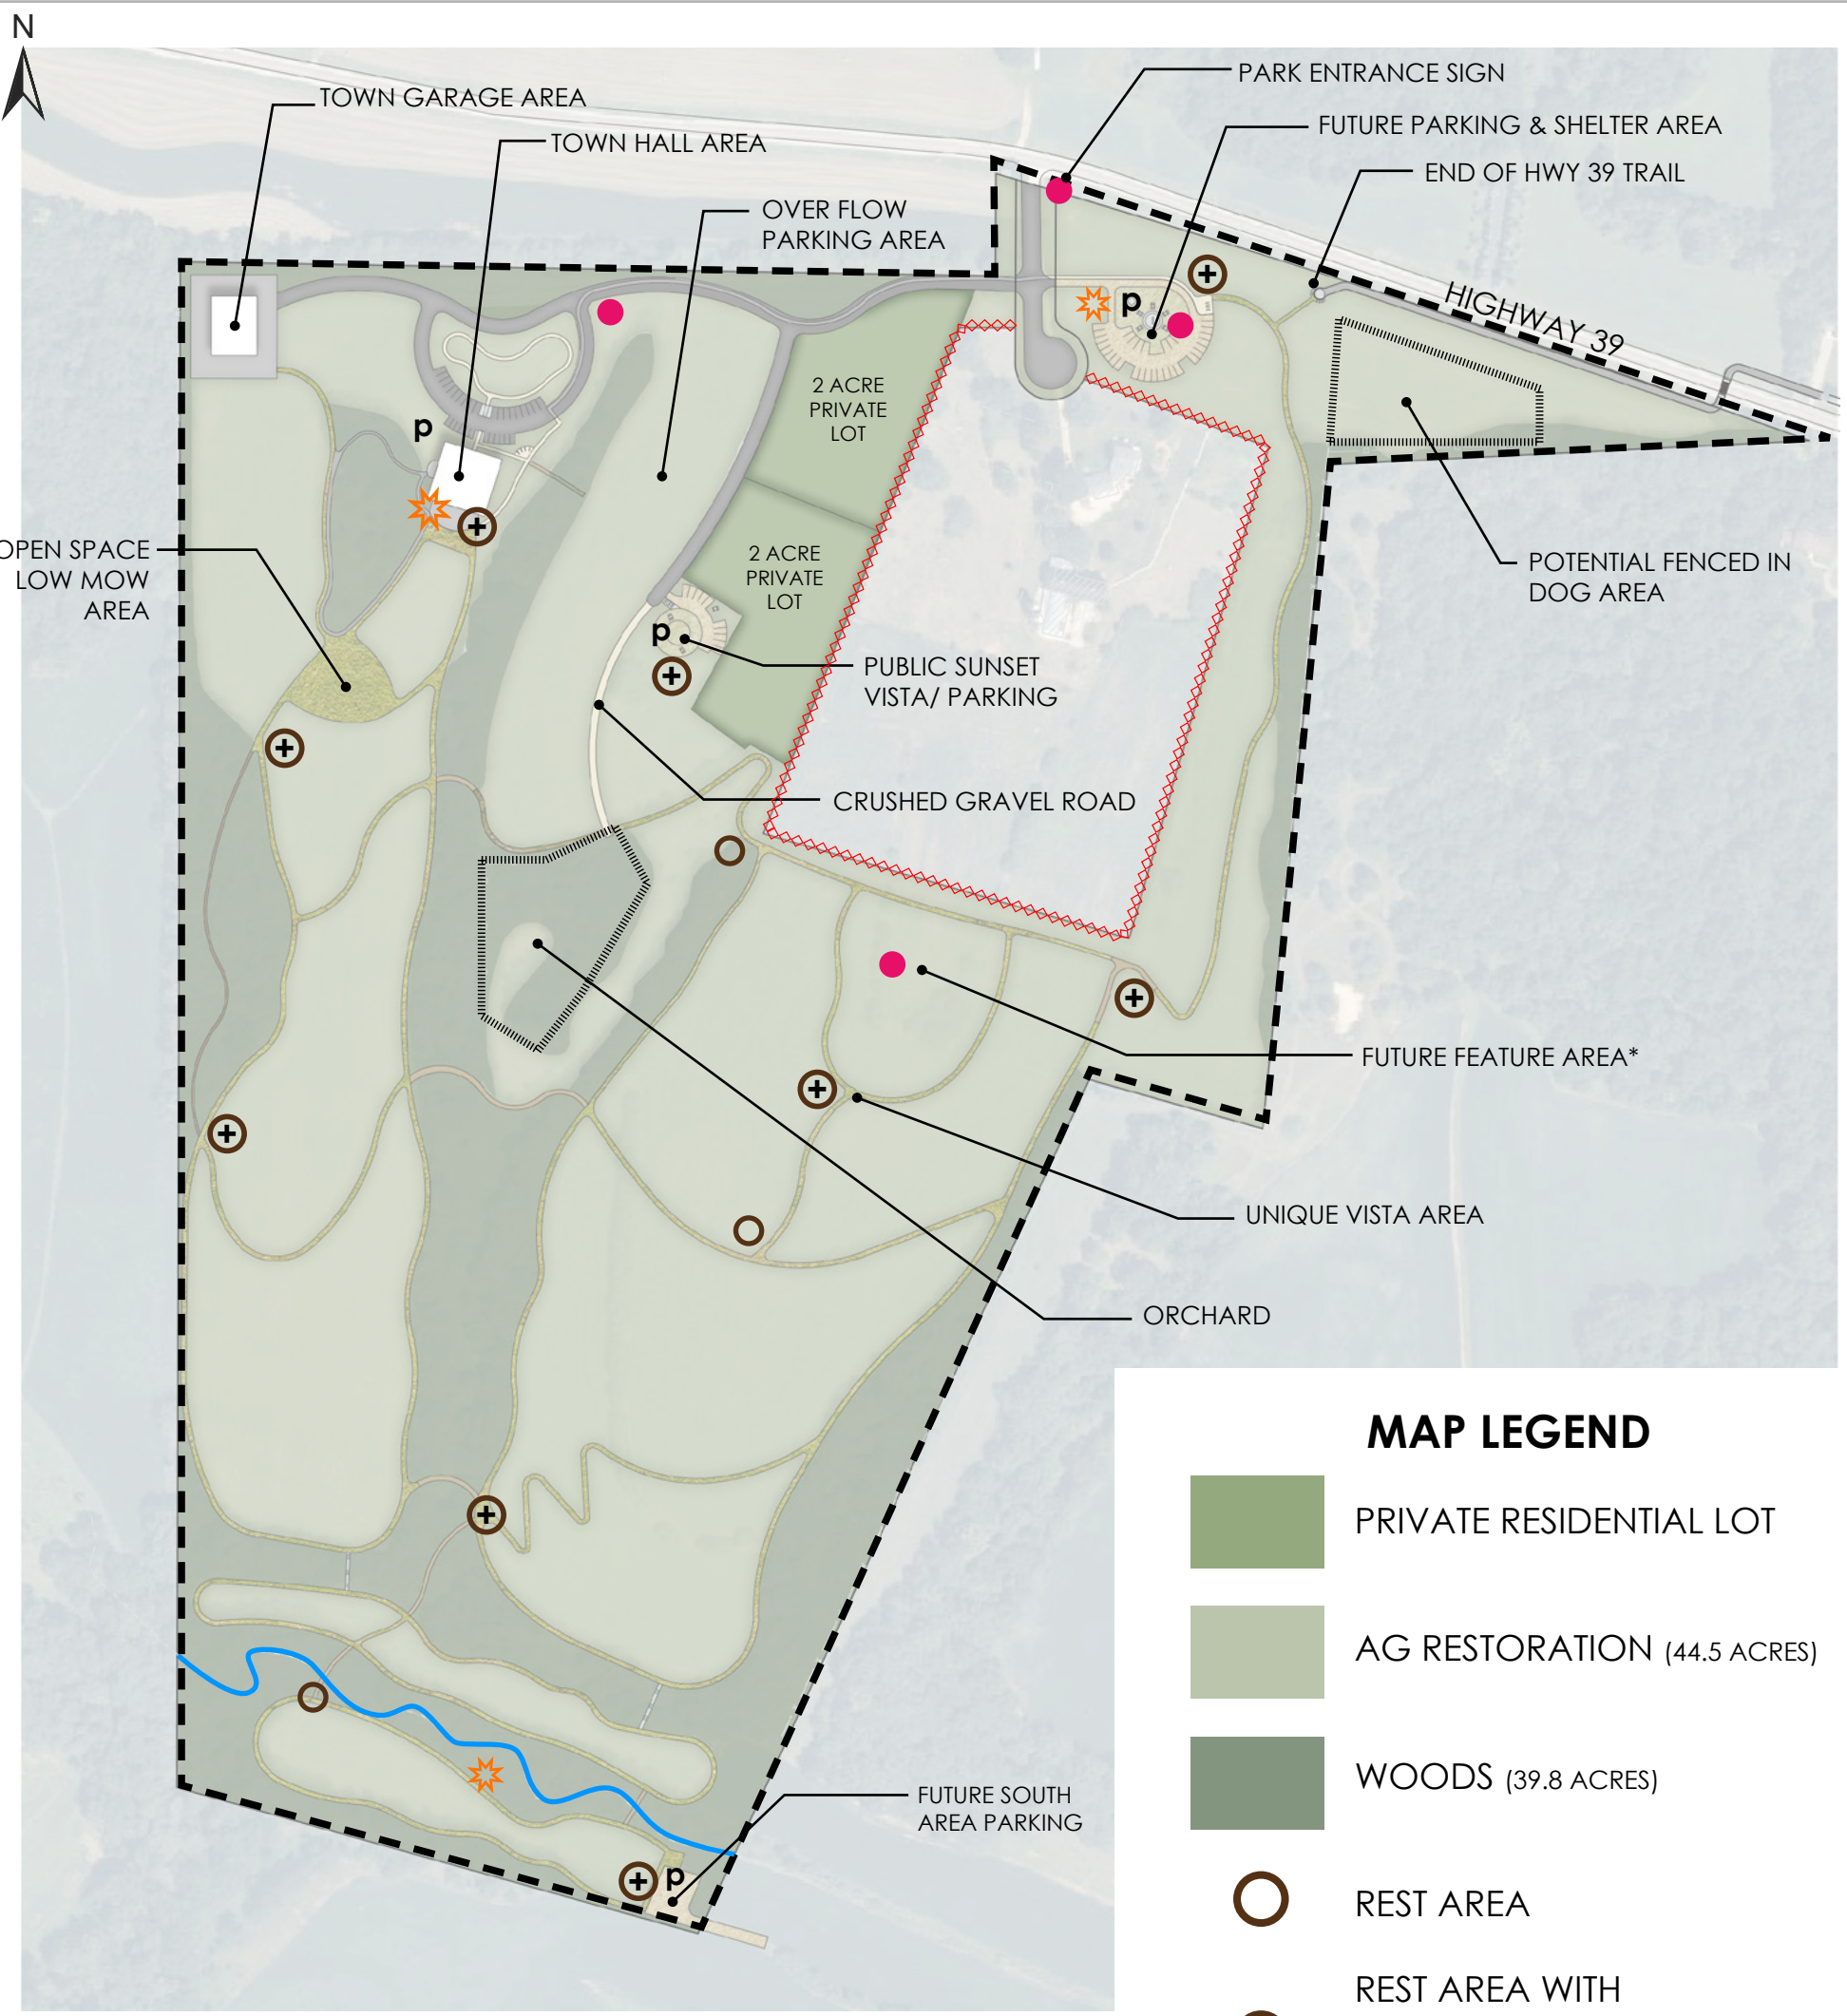 N
PARK ENTRANCE SIGN
TOWN GARAGE AREA
FUTURE PARKING & SHELTER AREA
TOWN HALL AREA
END OF HWY 39 TRAIL
OVER FLOW
PARKING AREA
HIGHWAY 39
p
2 ACRE
PRIVATE
LOT
p
OPEN SPACE
LOW MOW
AREA
2 ACRE
PRIVATE
LOT
POTENTIAL FENCED IN
DOG AREA
p
PUBLIC SUNSET
VISTA/ PARKING
CRUSHED GRAVEL ROAD
FUTURE FEATURE AREA*
UNIQUE VISTA AREA
ORCHARD
MAP LEGEND
PRIVATE RESIDENTIAL LOT
AG RESTORATION (44.5 ACRES)
WOODS (39.8 ACRES)
FUTURE SOUTH
AREA PARKING
p
REST AREA
REST AREA WITH